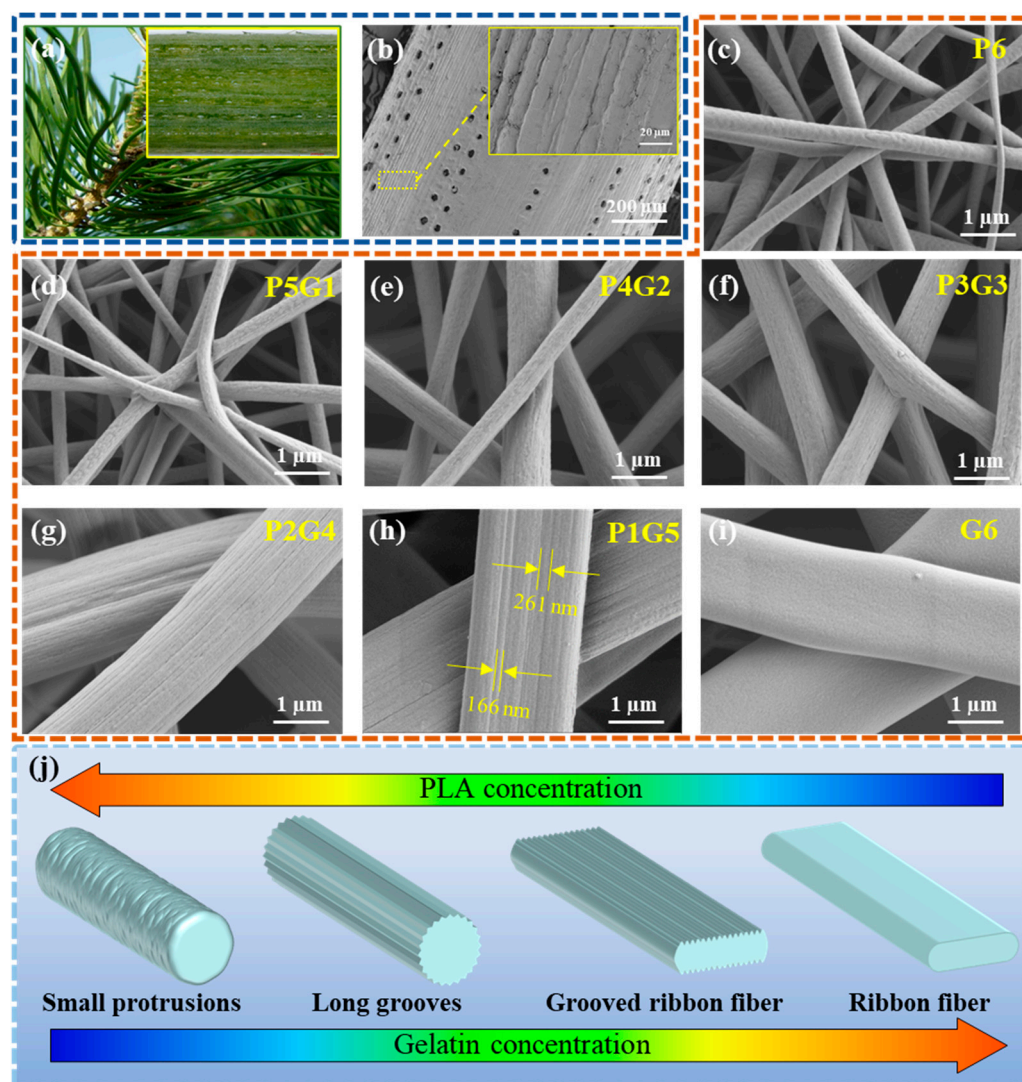 (a)
(b)
20 μm
200 μm
(c)
P6
1 μm
(d)
P5G1
1 μm
(e)
P4G2
1 μm
(f)
P3G3
1 μm
(g)
P2G4
1 μm
(h)
P1G5
261 nm
166 nm
(i)
G6
1 μm
(j)
PLA concentration
Small protrusions
Long grooves
Grooved ribbon fiber
Ribbon fiber
Gelatin concentration